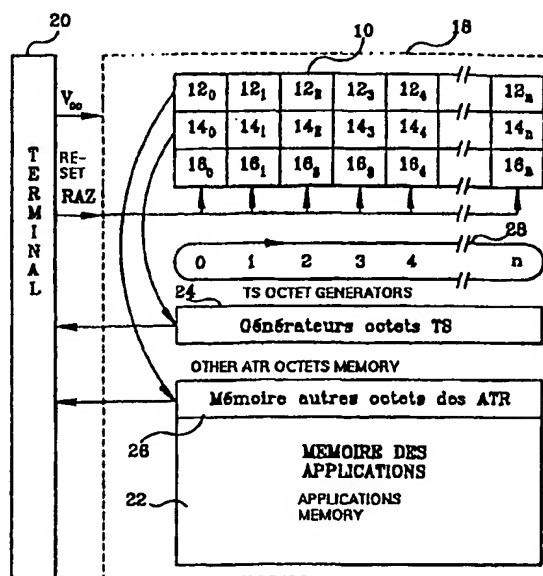 20
10
18
V₀₀
TERMINAL
RE-
SET
RAZ
12₀ 12₁ 12₂ 12₃ 12₄ 12ₙ
14₀ 14₁ 14₂ 14₃ 14₄ 14ₙ
16₀ 16₁ 16₂ 16₃ 16₄ 16ₙ
28
0 1 2 3 4 n
24
TS OCTET GENERATORS
Générateurs octets TS
OTHER ATR OCTETS MEMORY
Mémoire autres octets des ATR
26
MEMOIRE DES
APPLICATIONS
22
APPLICATIONS
MEMORY